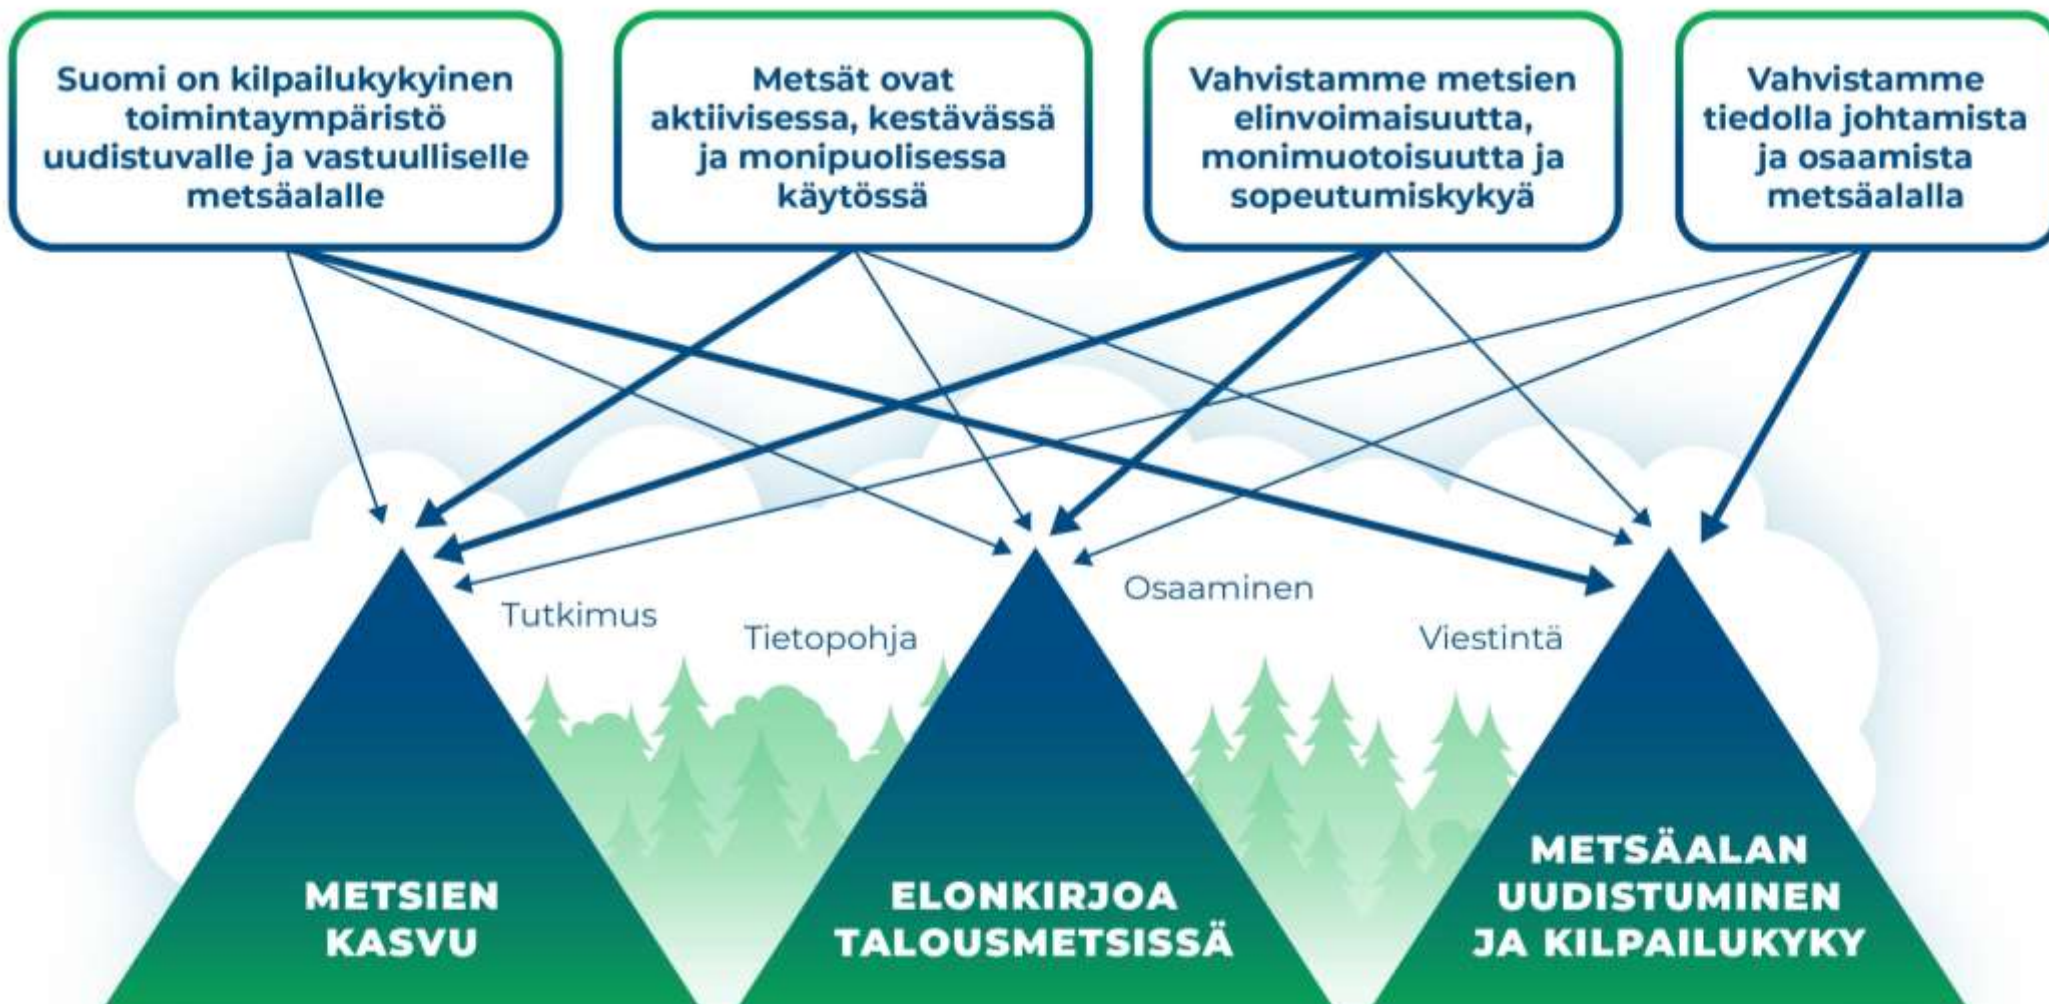 Suomi on kilpailukykyinen
toimintaympäristö
uudistuvalle ja vastuulliselle
metsäalalle
Metsät ovat
aktiivisessa, kestävässä
ja monipuolisessa
käytössä
Vahvistamme metsien
elinvoimaisuutta,
monimuotoisuutta ja
sopeutumiskykyä
Vahvistamme
tiedolla johtamista
ja osaamista
metsäalalla
Tutkimus
Tietopohja
Osaaminen
Viestintä
METSIEN
KASVU
ELONKIRJOA
TALOUSMETSISSÄ
METSÄALAN
UUDISTUMINEN
JA KILPAILUKYKY